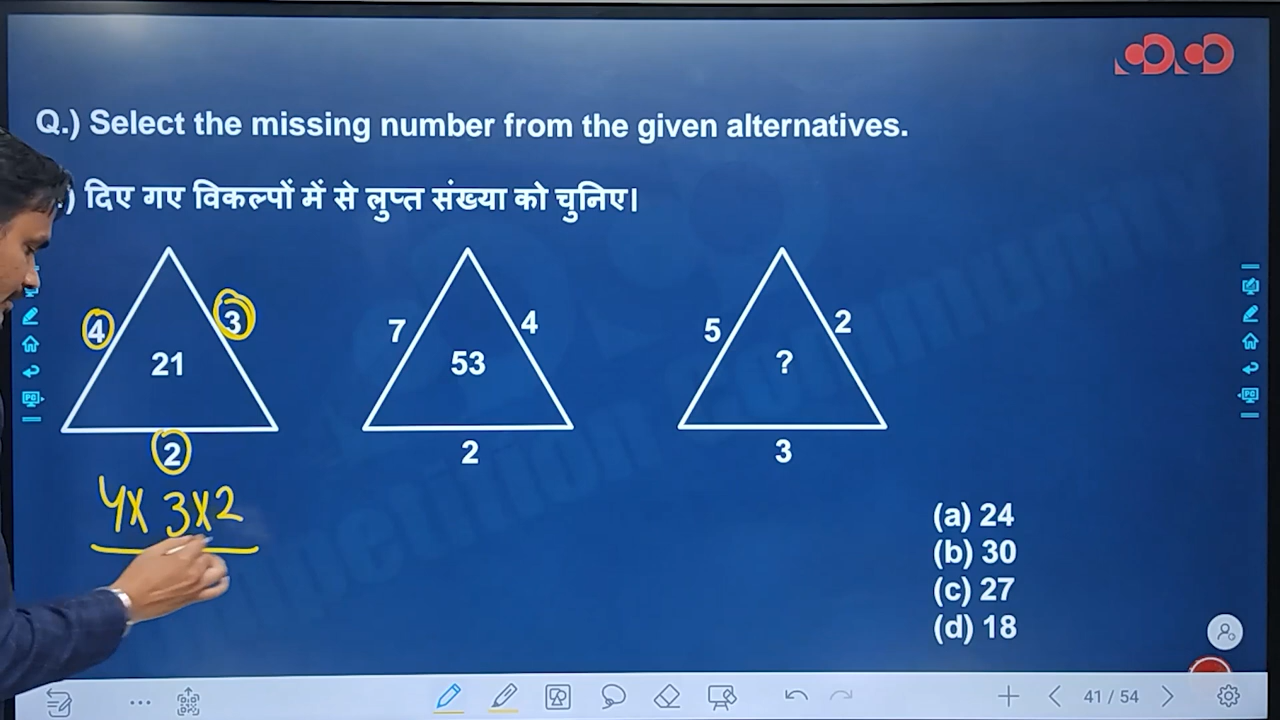 Q.) Select the missing number from the given alternatives.
.) दिए गए विकल्पों में से लुप्त संख्या को चुनिए।
4 3 21 2
7 4 53 2
5 2 ? 3
4x 3x2
(a) 24
(b) 30
(c) 27
(d) 18
41 / 54